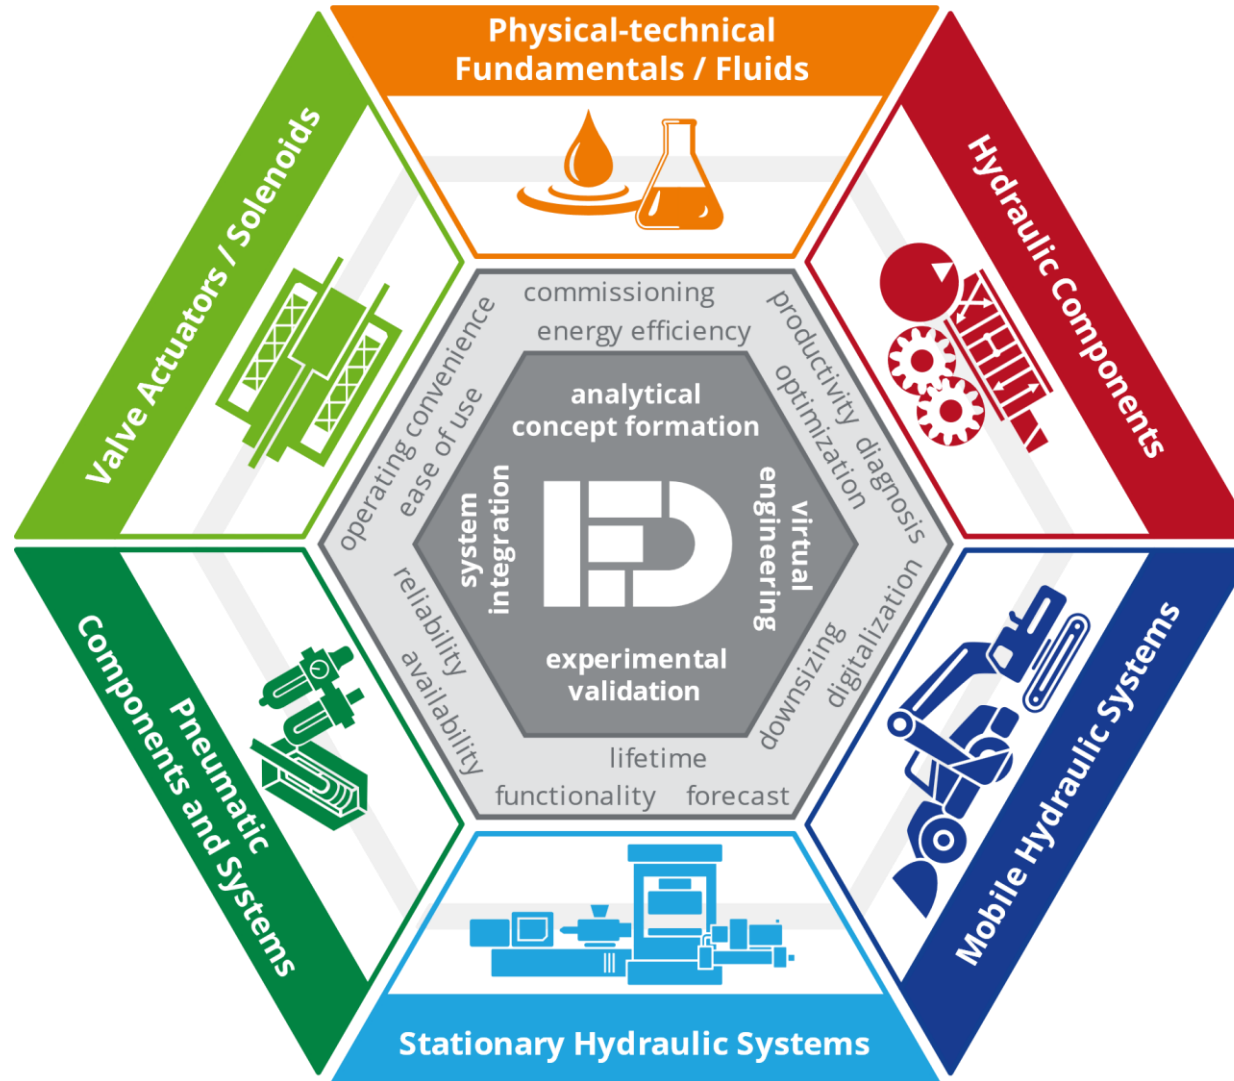 Physical-technical
Fundamentals / Fluids
Hydraulic Components
Mobile Hydraulic Systems
Stationary Hydraulic Systems
Pneumatic
Components and Systems
Valve Actuators / Solenoids
commissioning
energy efficiency
productivity
optimization
diagnosis
digitalization
downsizing
lifetime
functionality
forecast
availability
reliability
operating convenience
ease of use
analytical
concept formation
virtual
engineering
experimental
validation
system
integration